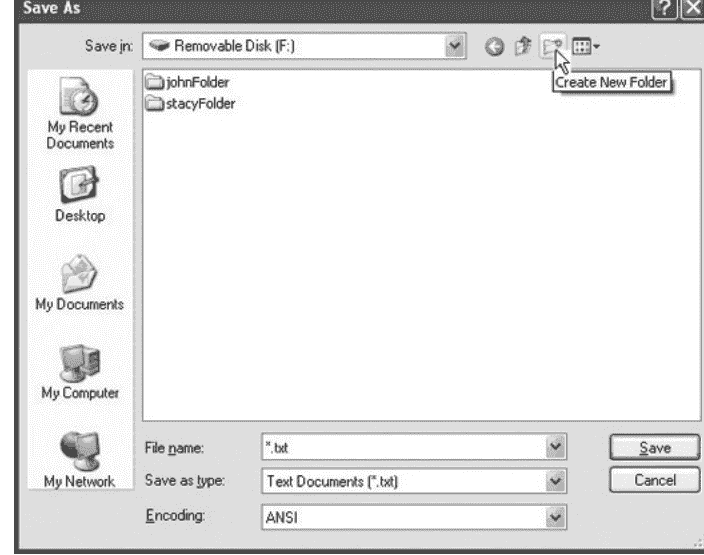 Save As
Save in: Removable Disk (F:)
Create New Folder
johnFolder
stacyFolder
My Recent
Documents
Desktop
My Documents
My Computer
My Network
File name: *.txt Save
Save as type: Text Documents (*.txt) Cancel
Encoding: ANSI